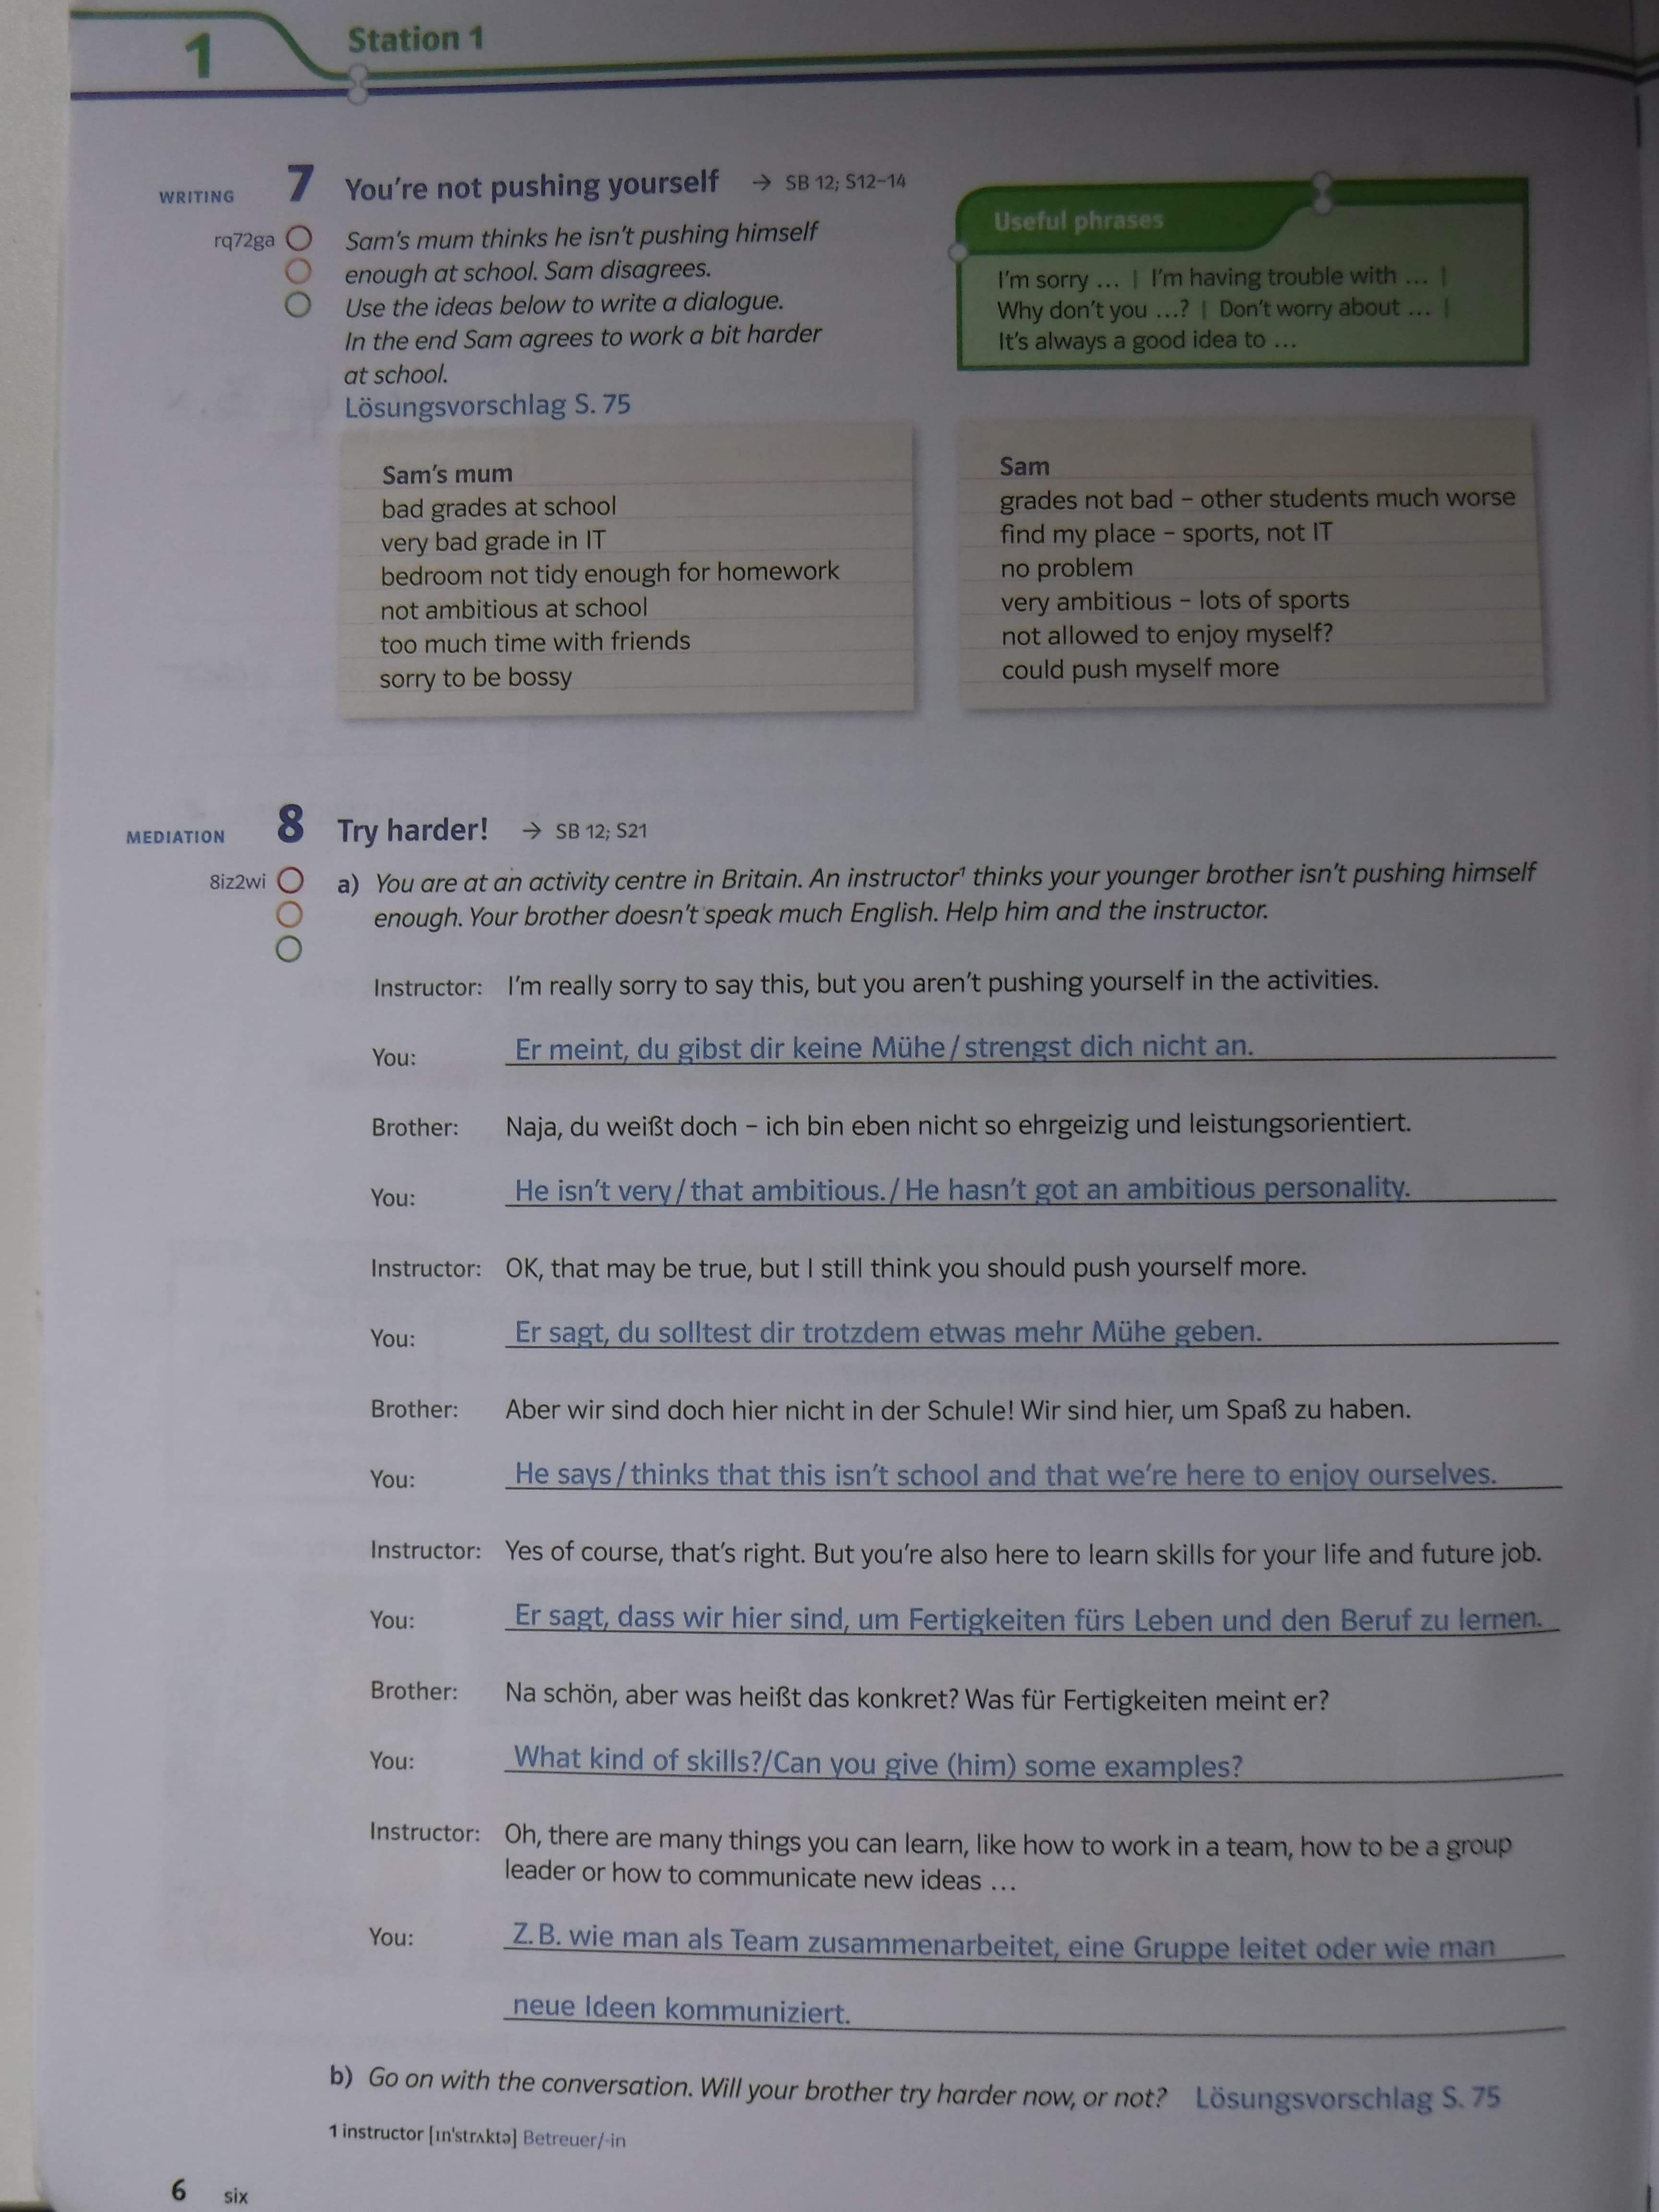 1
Station 1
WRITING
7 You're not pushing yourself → SB 12; S12–14
rq72ga
Sam's mum thinks he isn't pushing himself
enough at school. Sam disagrees.
Use the ideas below to write a dialogue.
In the end Sam agrees to work a bit harder
at school.
Lösungsvorschlag S. 75
Useful phrases
I'm sorry … | I'm having trouble with … |
Why don't you …? | Don't worry about … |
It's always a good idea to …
Sam's mum
bad grades at school
very bad grade in IT
bedroom not tidy enough for homework
not ambitious at school
too much time with friends
sorry to be bossy
Sam
grades not bad – other students much worse
find my place – sports, not IT
no problem
very ambitious – lots of sports
not allowed to enjoy myself?
could push myself more
MEDIATION
8 Try harder! → SB 12; S21
8iz2wi
a) You are at an activity centre in Britain. An instructor¹ thinks your younger brother isn't pushing himself
enough. Your brother doesn't speak much English. Help him and the instructor.
Instructor: I'm really sorry to say this, but you aren't pushing yourself in the activities.
You: Er meint, du gibst dir keine Mühe/strengst dich nicht an.
Brother: Naja, du weißt doch – ich bin eben nicht so ehrgeizig und leistungsorientiert.
You: He isn't very/that ambitious./He hasn't got an ambitious personality.
Instructor: OK, that may be true, but I still think you should push yourself more.
You: Er sagt, du solltest dir trotzdem etwas mehr Mühe geben.
Brother: Aber wir sind doch hier nicht in der Schule! Wir sind hier, um Spaß zu haben.
You: He says/thinks that this isn't school and that we're here to enjoy ourselves.
Instructor: Yes of course, that's right. But you're also here to learn skills for your life and future job.
You: Er sagt, dass wir hier sind, um Fertigkeiten fürs Leben und den Beruf zu lernen.
Brother: Na schön, aber was heißt das konkret? Was für Fertigkeiten meint er?
You: What kind of skills?/Can you give (him) some examples?
Instructor: Oh, there are many things you can learn, like how to work in a team, how to be a group
leader or how to communicate new ideas …
You: Z. B. wie man als Team zusammenarbeitet, eine Gruppe leitet oder wie man
neue Ideen kommuniziert.
b) Go on with the conversation. Will your brother try harder now, or not? Lösungsvorschlag S. 75
1 instructor [ɪnˈstrʌktə] Betreuer/-in
6 six